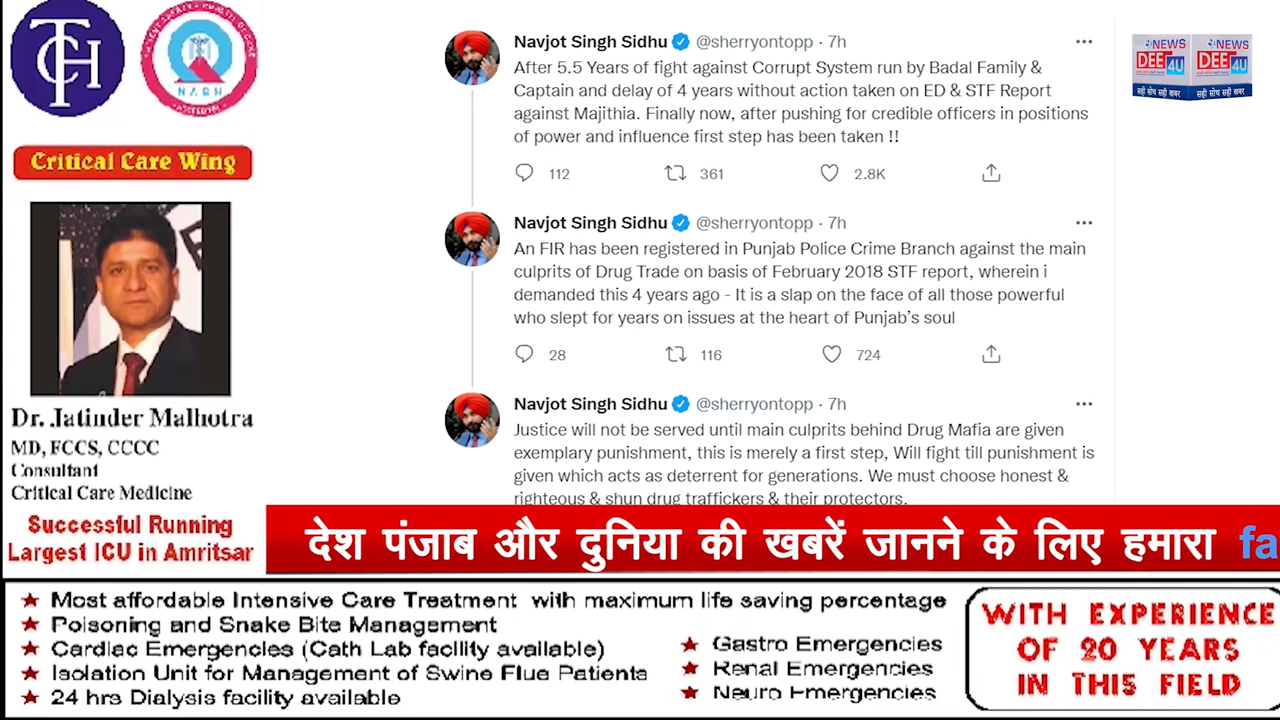 TCH
NABH
Critical Care Wing
Dr. Jatinder Malhotra
MD, FCCS, CCCC
Consultant
Critical Care Medicine
Successful Running
Largest ICU in Amritsar
Navjot Singh Sidhu @sherryontopp · 7h
After 5.5 Years of fight against Corrupt System run by Badal Family &
Captain and delay of 4 years without action taken on ED & STF Report
against Majithia. Finally now, after pushing for credible officers in positions
of power and influence first step has been taken !!
112 361 2.8K
Navjot Singh Sidhu @sherryontopp · 7h
An FIR has been registered in Punjab Police Crime Branch against the main
culprits of Drug Trade on basis of February 2018 STF report, wherein i
demanded this 4 years ago - It is a slap on the face of all those powerful
who slept for years on issues at the heart of Punjab's soul
28 116 724
Navjot Singh Sidhu @sherryontopp · 7h
Justice will not be served until main culprits behind Drug Mafia are given
exemplary punishment, this is merely a first step, Will fight till punishment is
given which acts as deterrent for generations. We must choose honest &
righteous & shun drug traffickers & their protectors.
NEWS NEWS
DEE 4U DEE 4U
सही सोच सही खबर सही सोच सही खबर
देश पंजाब और दुनिया की खबरें जानने के लिए हमारा fa
★ Most affordable Intensive Care Treatment with maximum life saving percentage
★ Poisoning and Snake Bite Management
★ Cardiac Emergencies (Cath Lab facility available)
★ Isolation Unit for Management of Swine Flue Patients
★ 24 hrs Dialysis facility available
★ Gastro Emergencies
★ Renal Emergencies
★ Neuro Emergencies
WITH EXPERIENCE
OF 20 YEARS
IN THIS FIELD